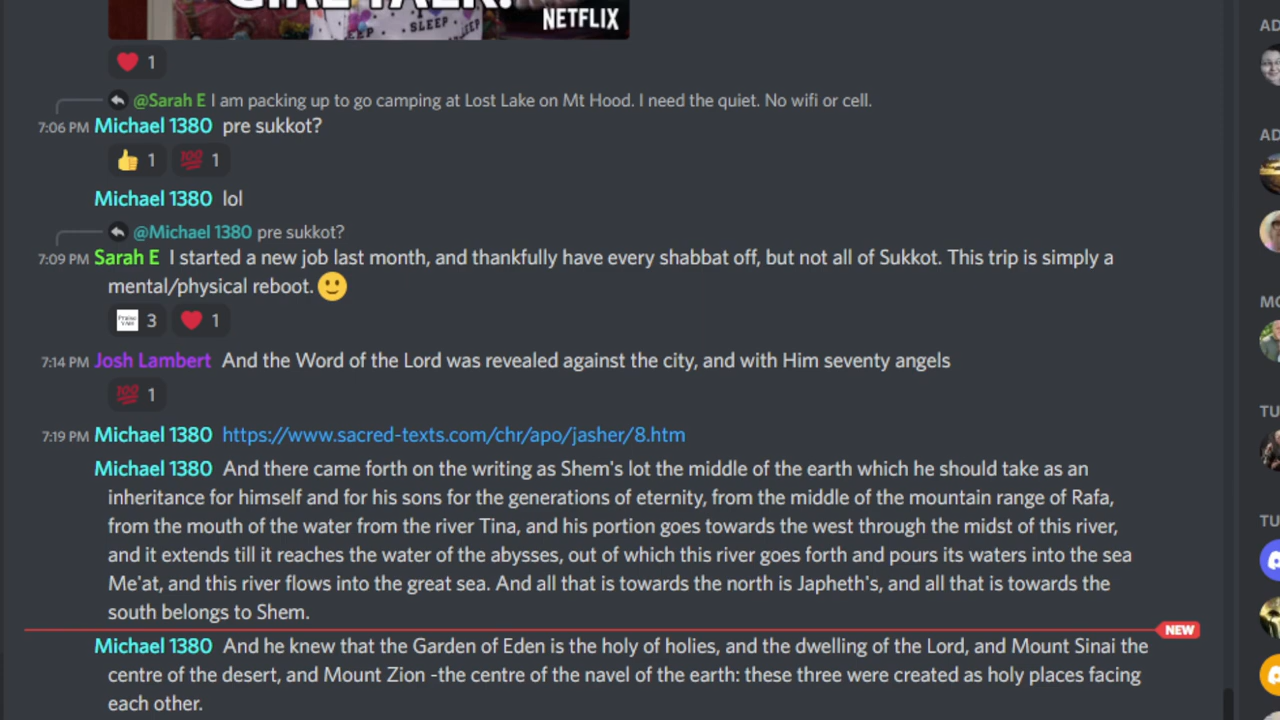 GIRL TALK!
SLEEP
SLEEP
NETFLIX
1
@Sarah E I am packing up to go camping at Lost Lake on Mt Hood. I need the quiet. No wifi or cell.
7:06 PM Michael 1380 pre sukkot?
1 100 1
Michael 1380 lol
@Michael 1380 pre sukkot?
7:09 PM Sarah E I started a new job last month, and thankfully have every shabbat off, but not all of Sukkot. This trip is simply a
mental/physical reboot.
3 1
7:14 PM Josh Lambert And the Word of the Lord was revealed against the city, and with Him seventy angels
100 1
7:19 PM Michael 1380 https://www.sacred-texts.com/chr/apo/jasher/8.htm
Michael 1380 And there came forth on the writing as Shem's lot the middle of the earth which he should take as an
inheritance for himself and for his sons for the generations of eternity, from the middle of the mountain range of Rafa,
from the mouth of the water from the river Tina, and his portion goes towards the west through the midst of this river,
and it extends till it reaches the water of the abysses, out of which this river goes forth and pours its waters into the sea
Me'at, and this river flows into the great sea. And all that is towards the north is Japheth's, and all that is towards the
south belongs to Shem.
NEW
Michael 1380 And he knew that the Garden of Eden is the holy of holies, and the dwelling of the Lord, and Mount Sinai the
centre of the desert, and Mount Zion -the centre of the navel of the earth: these three were created as holy places facing
each other.
AD
AD
MO
TU
TU